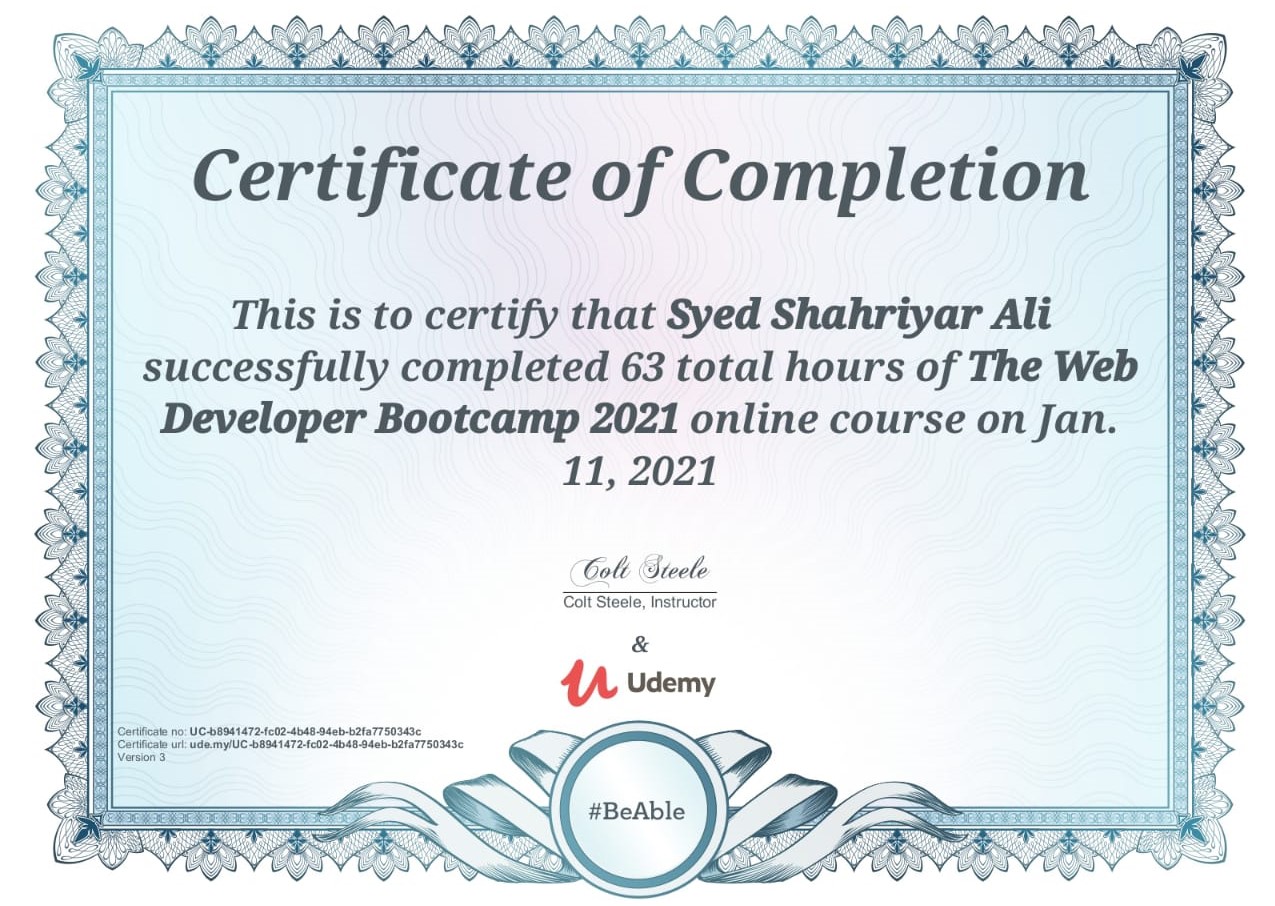 Certificate of Completion
This is to certify that Syed Shahriyar Ali
successfully completed 63 total hours of The Web
Developer Bootcamp 2021 online course on Jan.
11, 2021
Colt Steele
Colt Steele, Instructor
&
Udemy
Certificate no: UC-b8941472-fc02-4b48-94eb-b2fa7750343c
Certificate url: ude.my/UC-b8941472-fc02-4b48-94eb-b2fa7750343c
Version 3
#BeAble